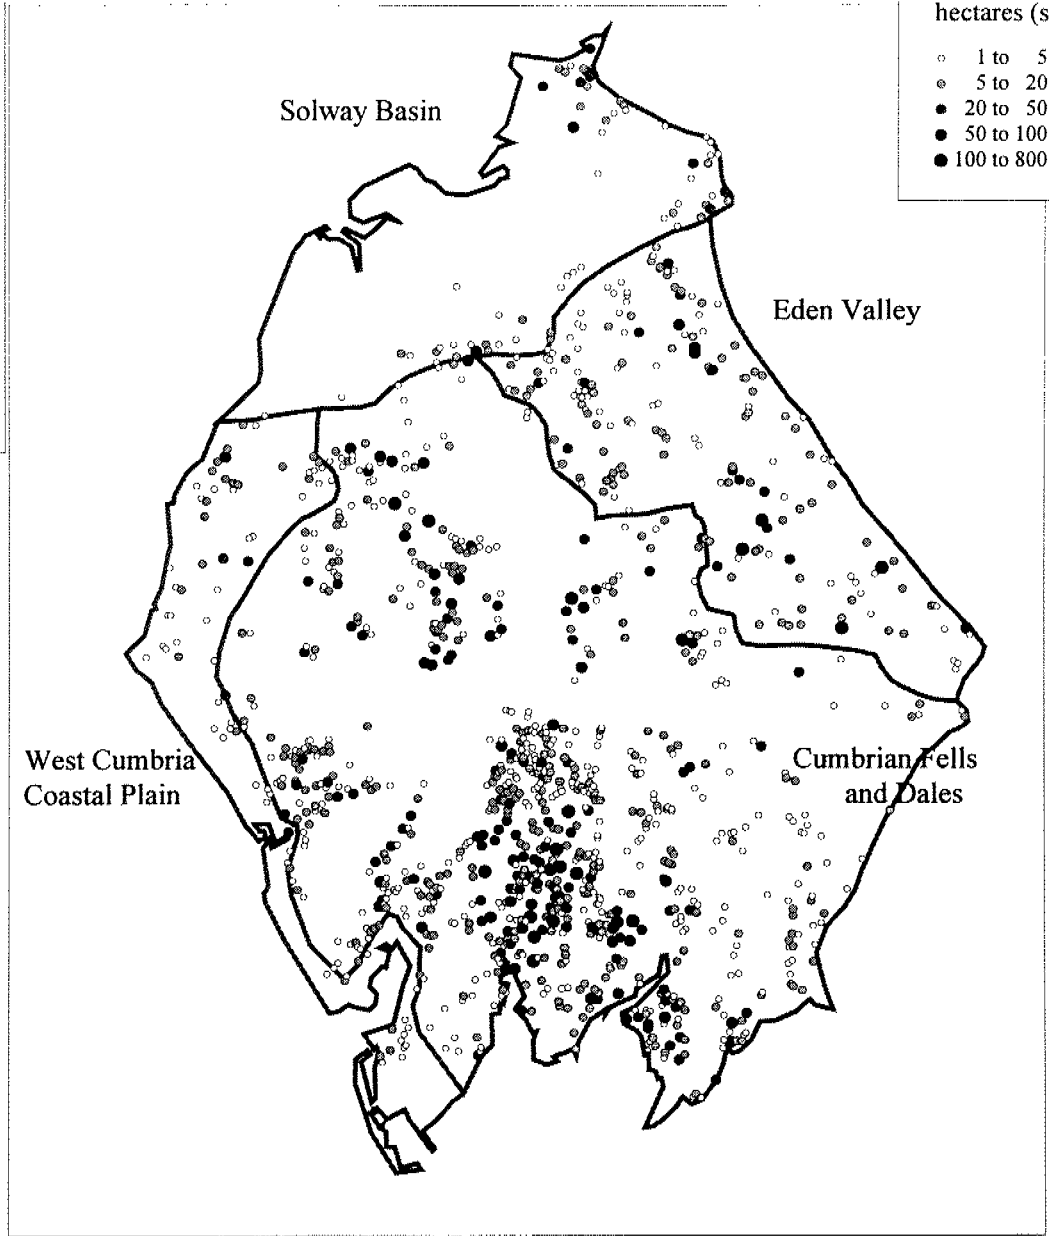 hectares (s
1 to 5
5 to 20
20 to 50
50 to 100
100 to 800
Solway Basin
Eden Valley
West Cumbria
Coastal Plain
Cumbrian Fells
and Dales